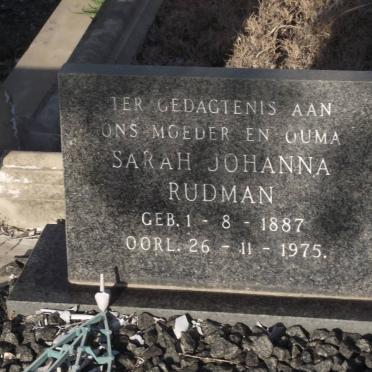 TER GEDAGTENIS AAN
ONS MOEDER EN OUMA
SARAH JOHANNA
RUDMAN
GEB. 1 - 8 - 1887
OORL. 26 - 11 - 1975.